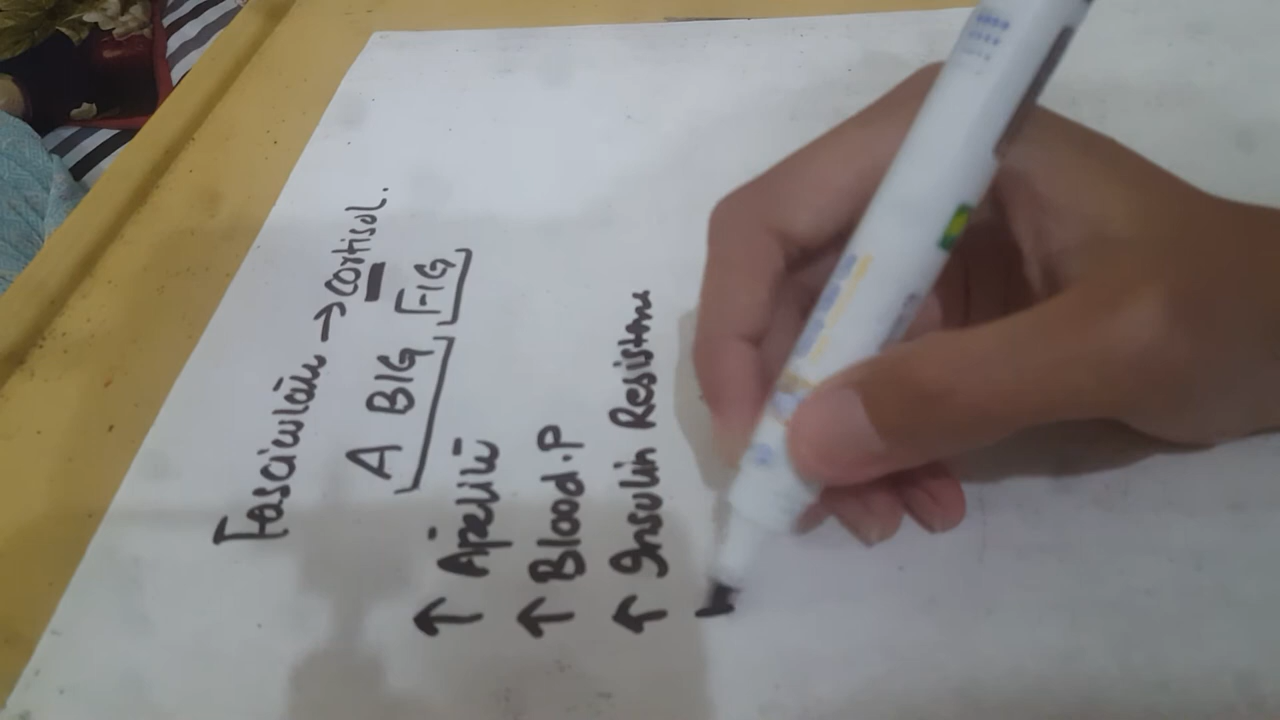 Fasciculata → Cortisol.
A BIG FIG
↑ Apetite
↑ Blood.P
↑ Insulin Resistance